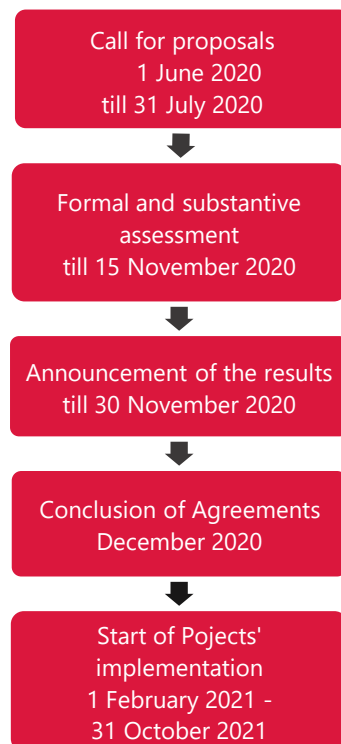 Call for proposals
1 June 2020
till 31 July 2020
Formal and substantive
assessment
till 15 November 2020
Announcement of the results
till 30 November 2020
Conclusion of Agreements
December 2020
Start of Pojects'
implementation
1 February 2021 -
31 October 2021